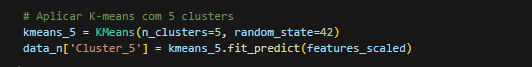 # Aplicar K-means com 5 clusters
kmeans_5 = KMeans(n_clusters=5, random_state=42)
data_n['Cluster_5'] = kmeans_5.fit_predict(features_scaled)